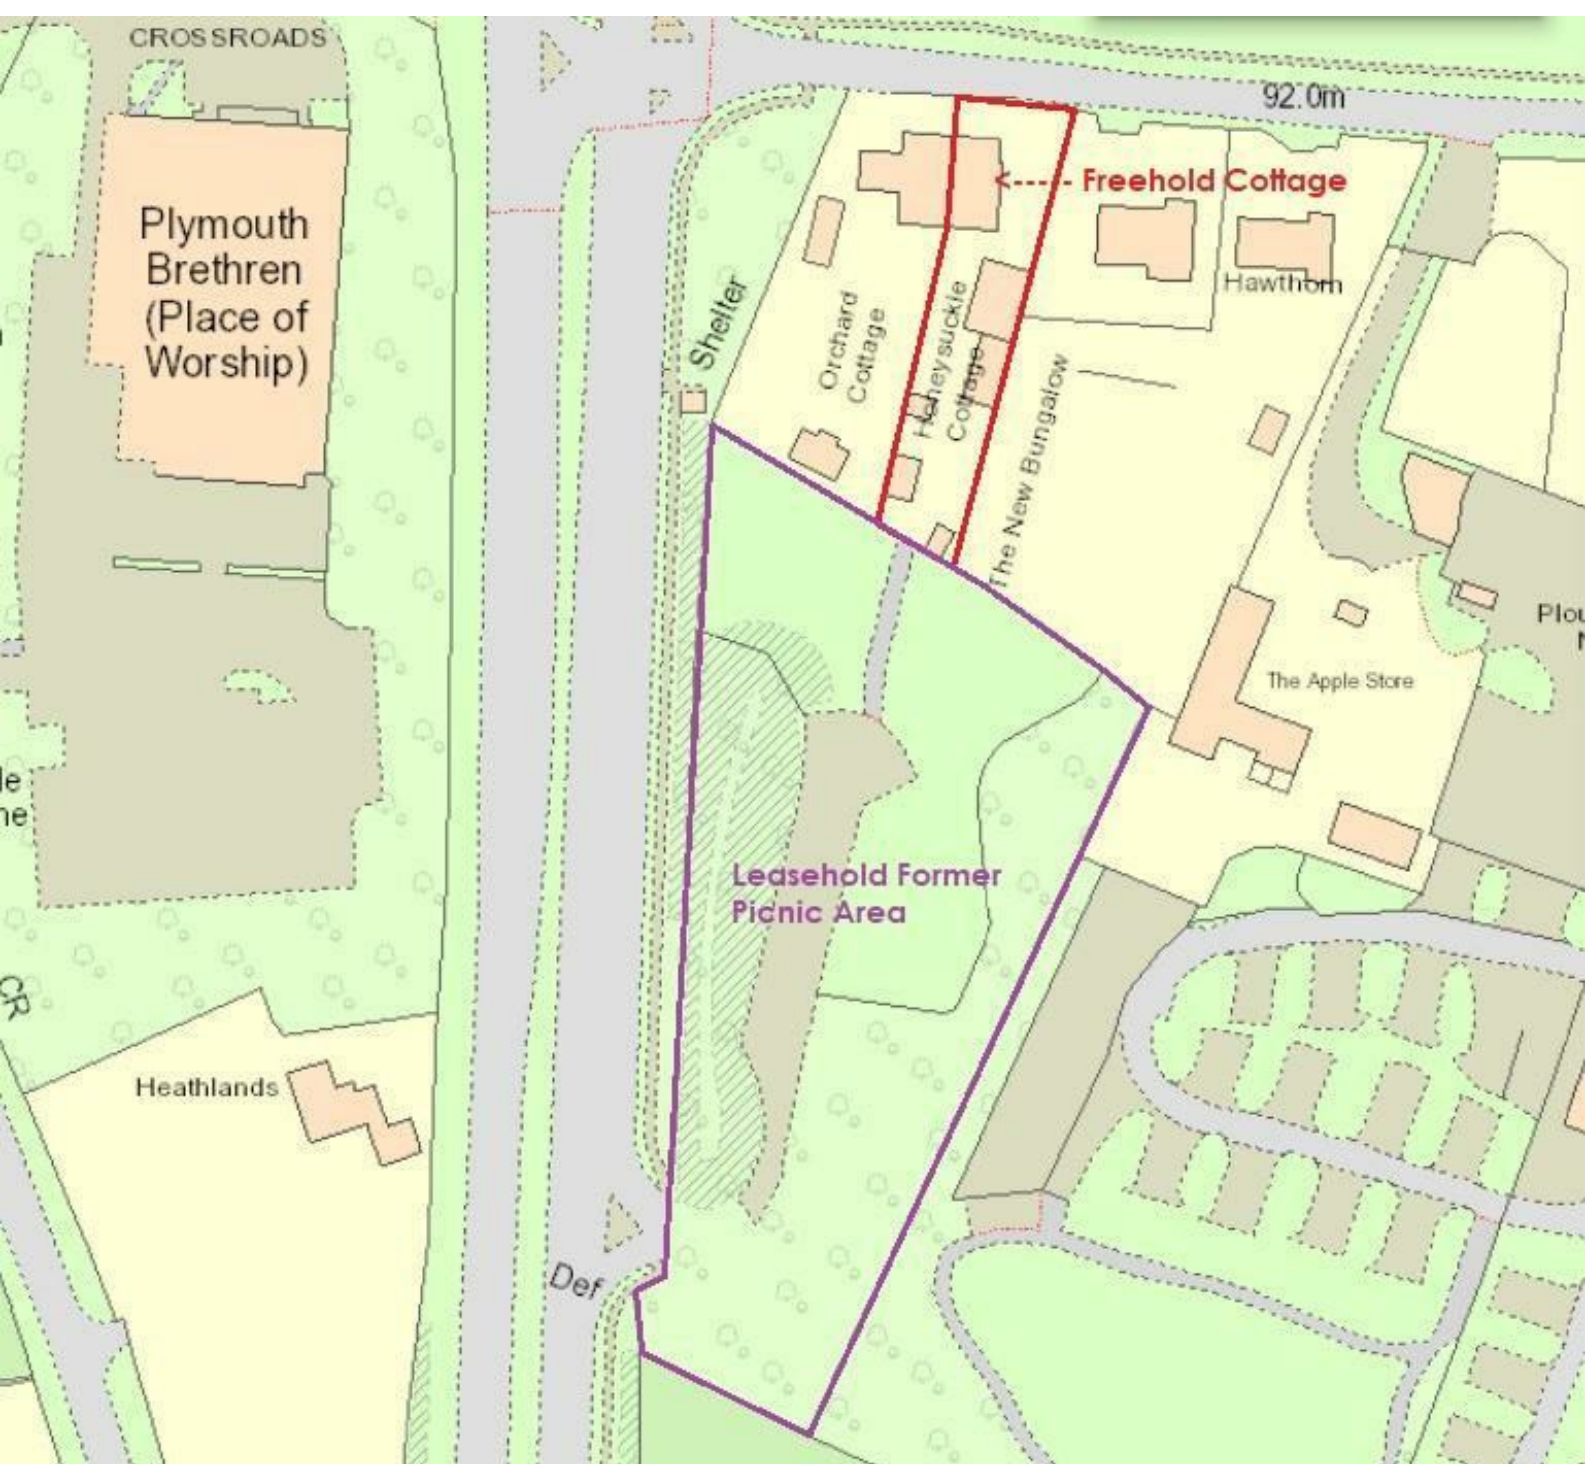 CROSSROADS
92.0m
Plymouth
Brethren
(Place of
Worship)
<----- Freehold Cottage
Shelter
Orchard
Cottage
Honeysuckle
Cottage
The New Bungalow
Hawthorn
The Apple Store
Leasehold Former
Picnic Area
Heathlands
Def
CR